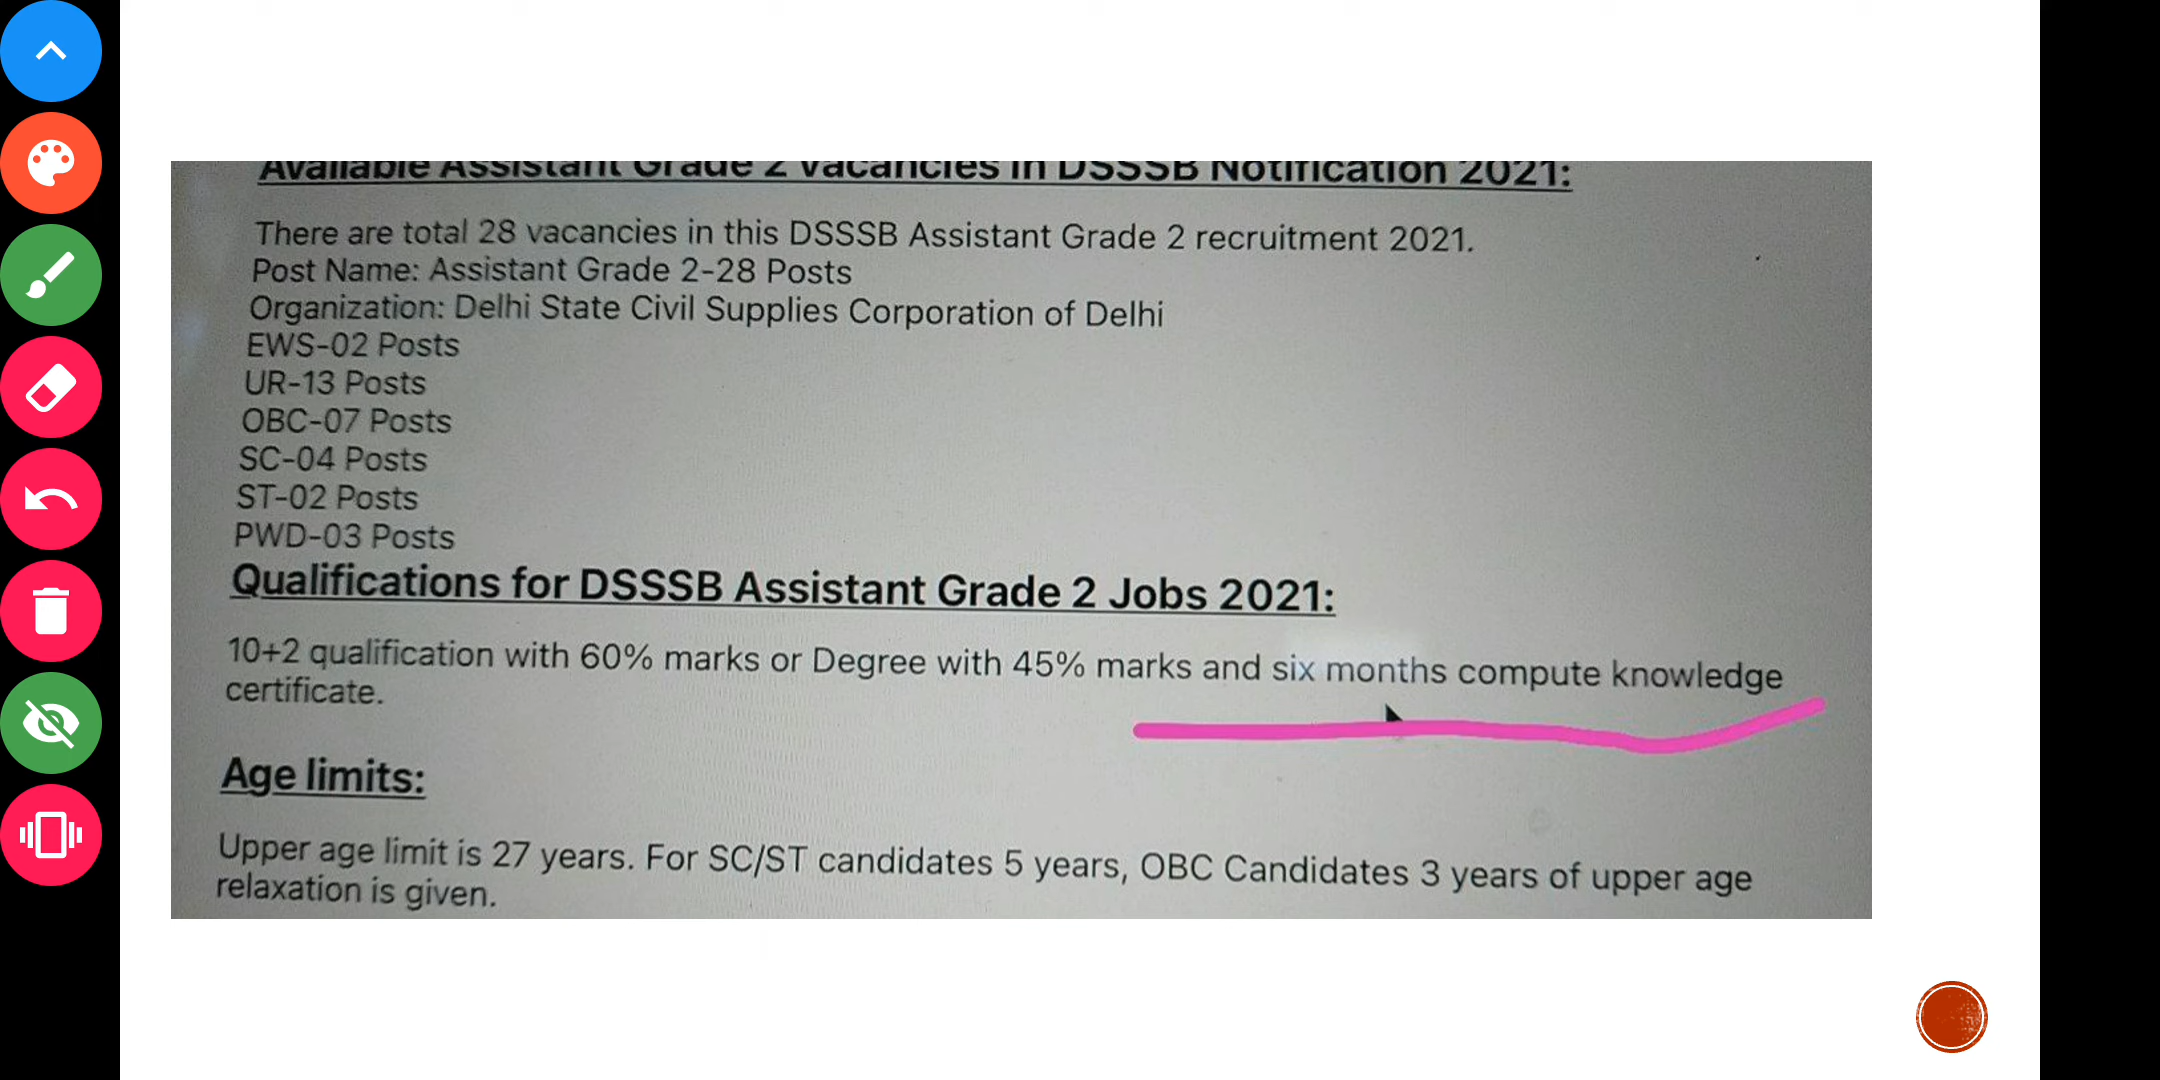 Available Assistant Grade 2 Vacancies in DSSSB Notification 2021:
There are total 28 vacancies in this DSSSB Assistant Grade 2 recruitment 2021.
Post Name: Assistant Grade 2-28 Posts
Organization: Delhi State Civil Supplies Corporation of Delhi
EWS-02 Posts
UR-13 Posts
OBC-07 Posts
SC-04 Posts
ST-02 Posts
PWD-03 Posts
Qualifications for DSSSB Assistant Grade 2 Jobs 2021:
10+2 qualification with 60% marks or Degree with 45% marks and six months compute knowledge
certificate.
Age limits:
Upper age limit is 27 years. For SC/ST candidates 5 years, OBC Candidates 3 years of upper age
relaxation is given.